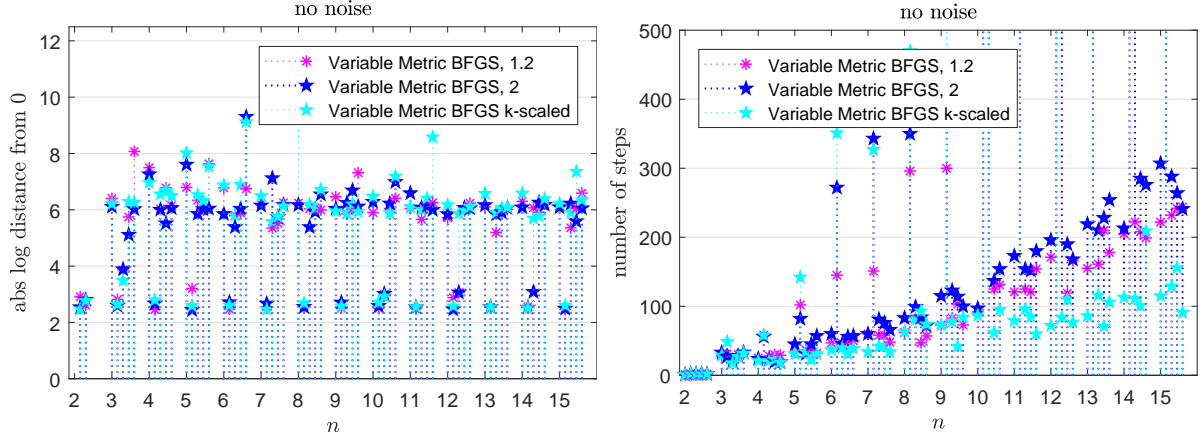 no noise
abs log distance from 0
12
10
8
6
4
2
0
Variable Metric BFGS, 1.2
Variable Metric BFGS, 2
Variable Metric BFGS k-scaled
2 3 4 5 6 7 8 9 10 11 12 13 14 15
n
no noise
number of steps
500
400
300
200
100
0
Variable Metric BFGS, 1.2
Variable Metric BFGS, 2
Variable Metric BFGS k-scaled
2 3 4 5 6 7 8 9 10 11 12 13 14 15
n